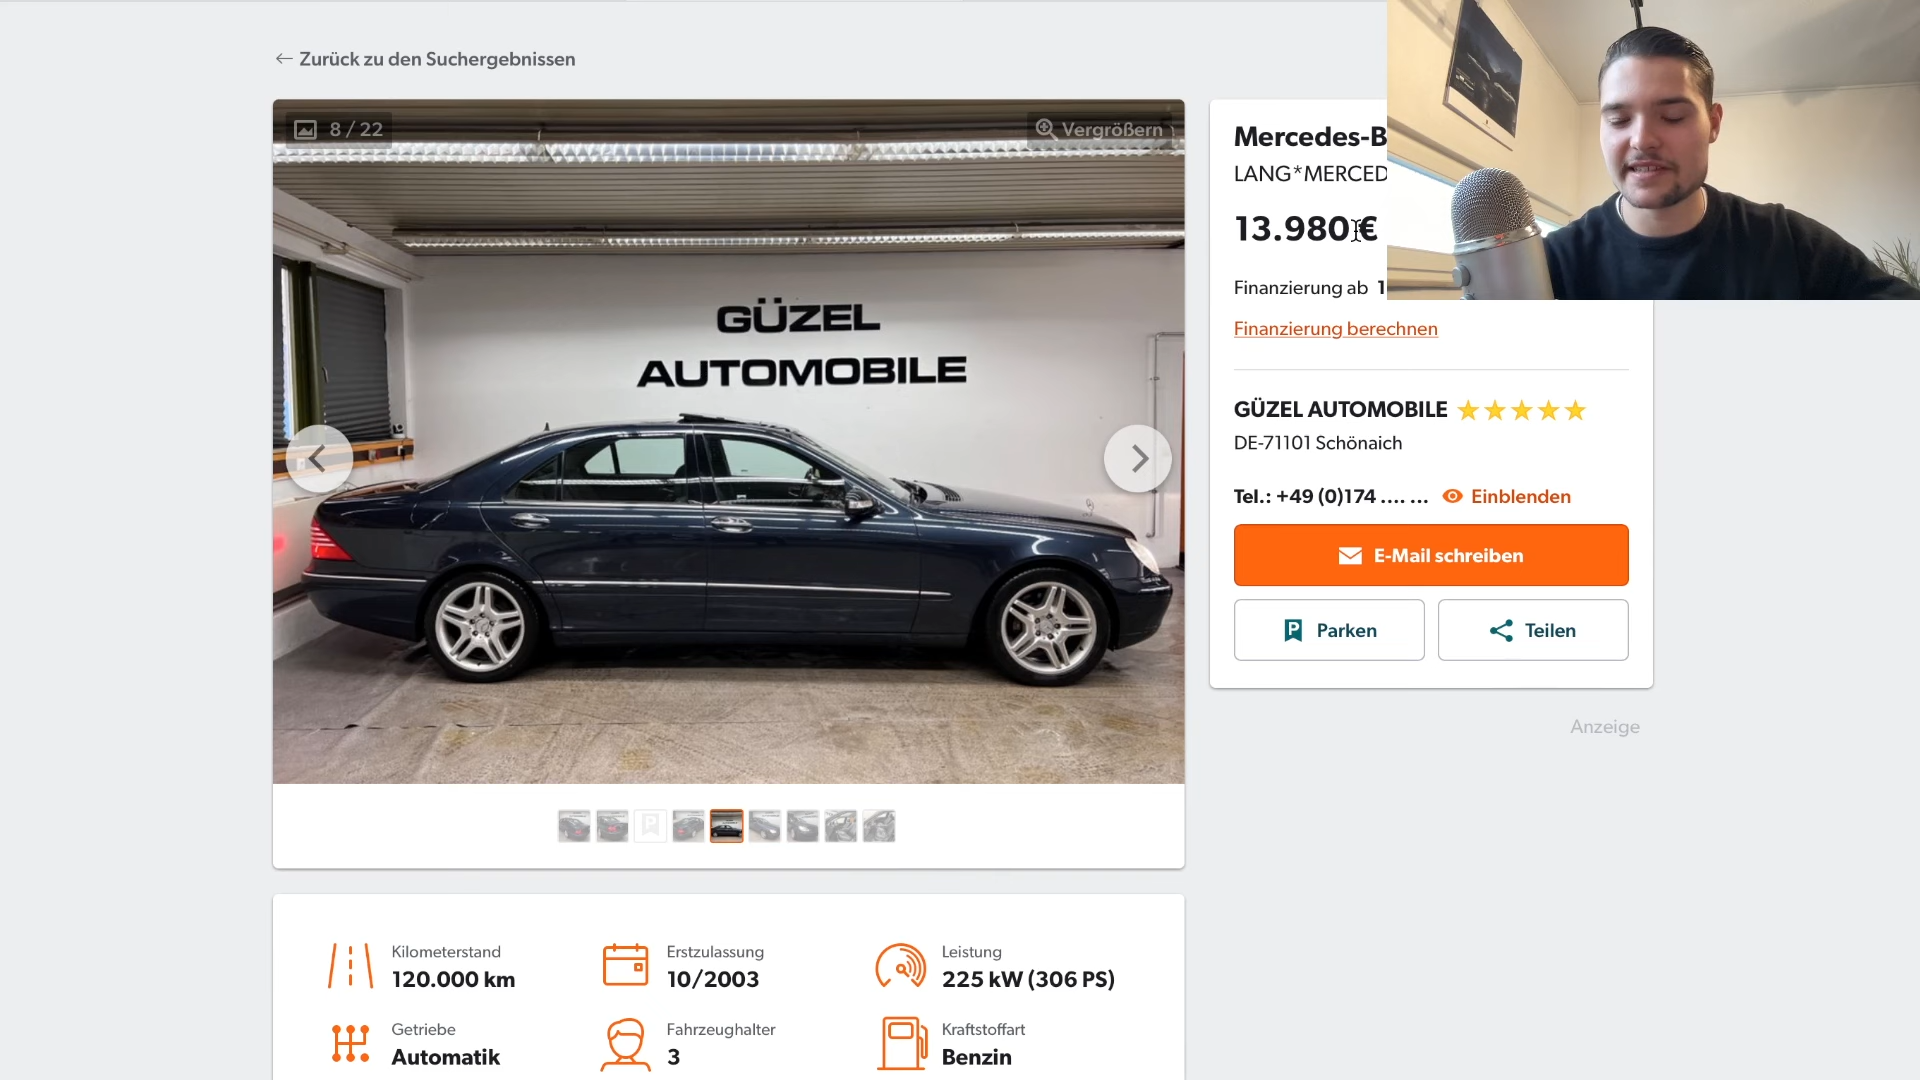 Zurück zu den Suchergebnissen
8 / 22
Vergrößern
GÜZEL
AUTOMOBILE
Mercedes-B
LANG*MERCED
13.980 €
Finanzierung ab 1
Finanzierung berechnen
GÜZEL AUTOMOBILE
DE-71101 Schönaich
Tel.: +49 (0)174 .... ...
Einblenden
E-Mail schreiben
Parken
Teilen
Anzeige
Kilometerstand
120.000 km
Erstzulassung
10/2003
Leistung
225 kW (306 PS)
Getriebe
Automatik
Fahrzeughalter
3
Kraftstoffart
Benzin